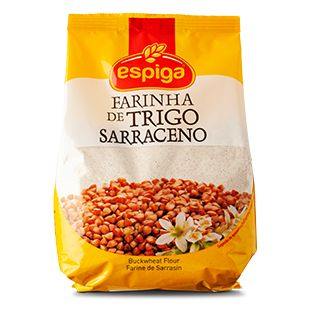 espiga
FARINHA
DE TRIGO
SARRACENO
Buckwheat Flour
Farine de Sarrasin